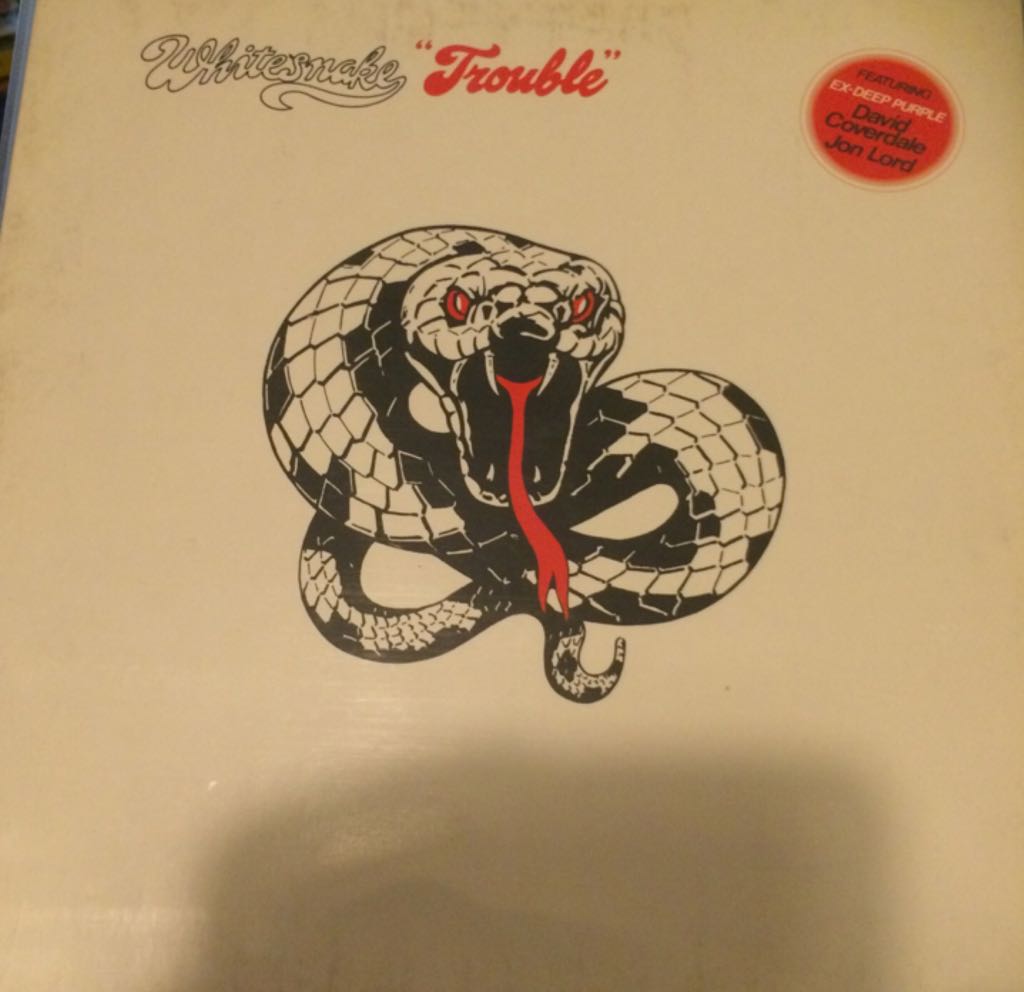 Whitesnake "Trouble"
FEATURING
EX-DEEP PURPLE
David
Coverdale
Jon Lord